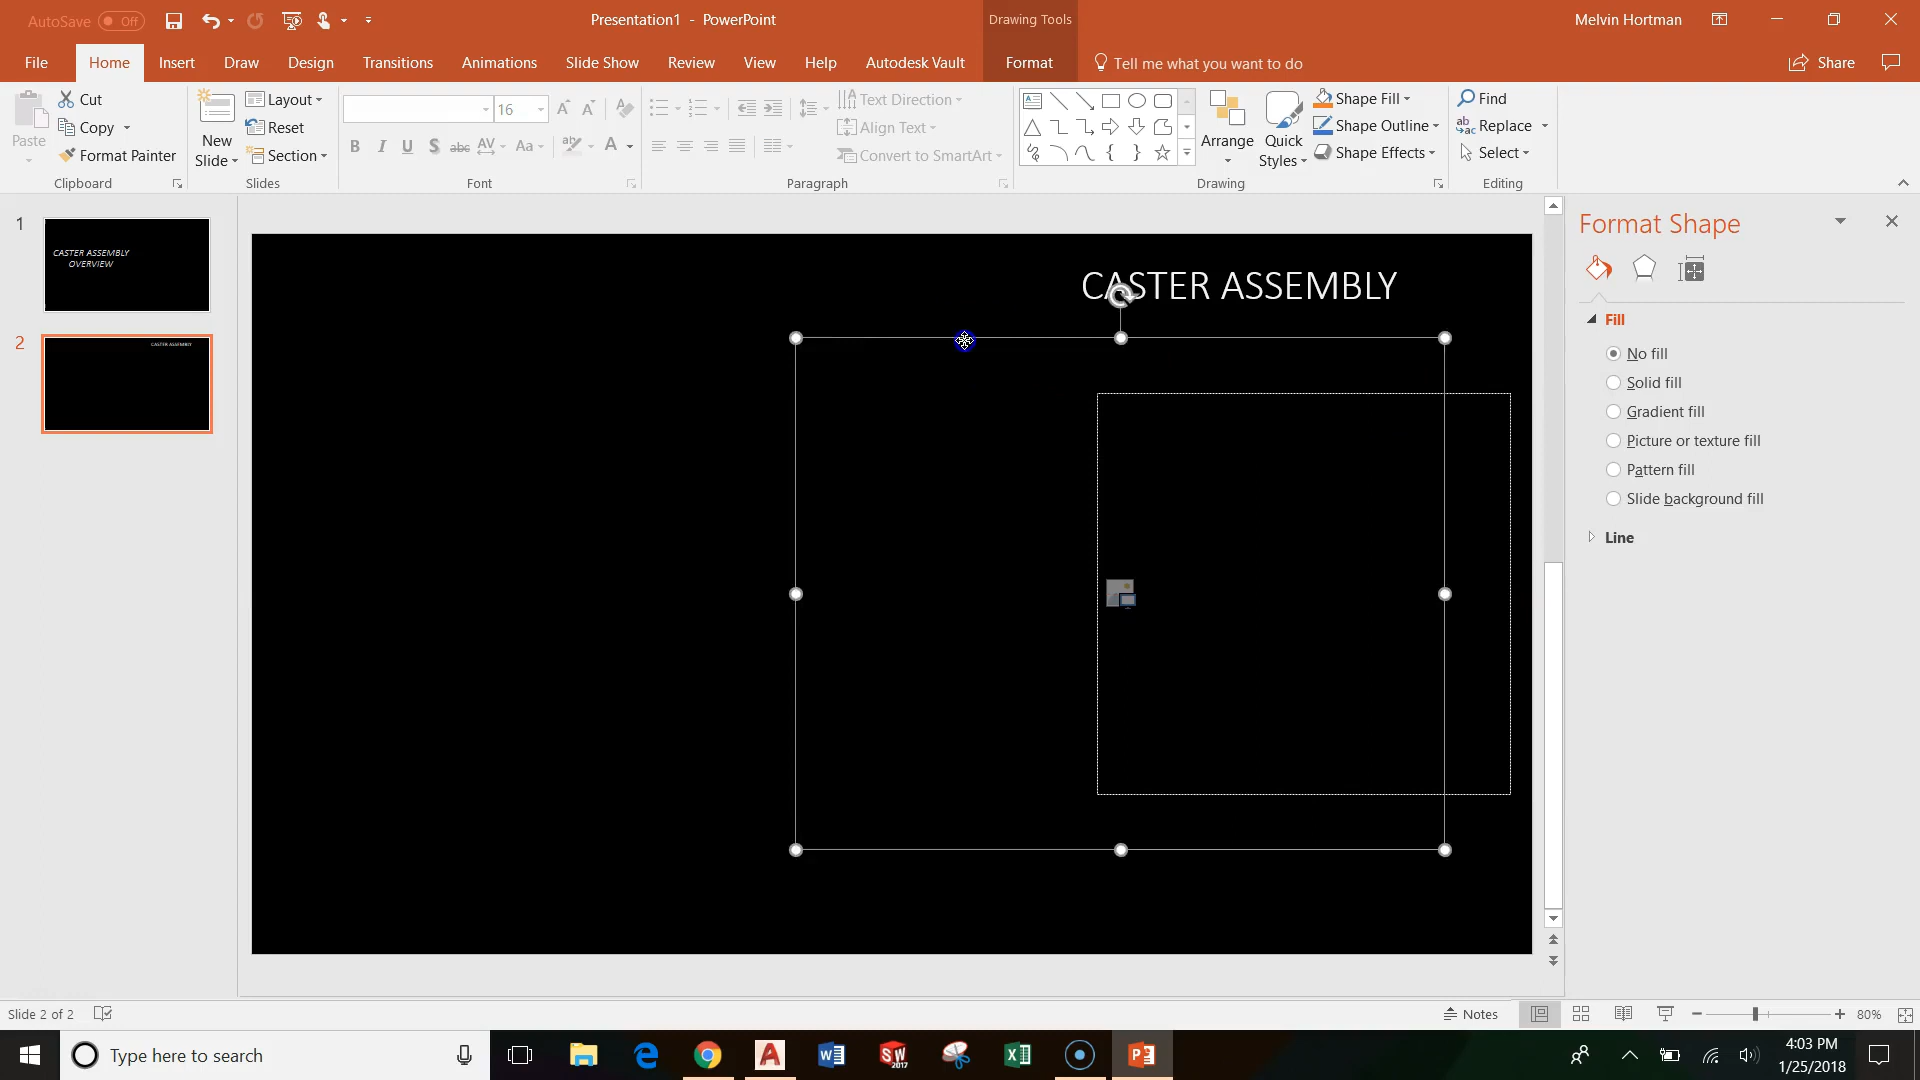 AutoSave Off
Presentation1 - PowerPoint
Drawing Tools
Melvin Hortman
File Home Insert Draw Design Transitions Animations Slide Show Review View Help Autodesk Vault Format Tell me what you want to do Share
Paste
Cut
Copy
Format Painter
Clipboard
New
Slide
Layout
Reset
Section
Slides
16
B I U S abc AV Aa A
Font
Text Direction
Align Text
Convert to SmartArt
Paragraph
Arrange
Quick
Styles
Shape Fill
Shape Outline
Shape Effects
Drawing
Find
Replace
Select
Editing
1
CASTER ASSEMBLY
OVERVIEW
2
CASTER ASSEMBLY
CASTER ASSEMBLY
Format Shape
Fill
No fill
Solid fill
Gradient fill
Picture or texture fill
Pattern fill
Slide background fill
Line
Slide 2 of 2
Notes
80%
Type here to search
SW
2017
4:03 PM
1/25/2018